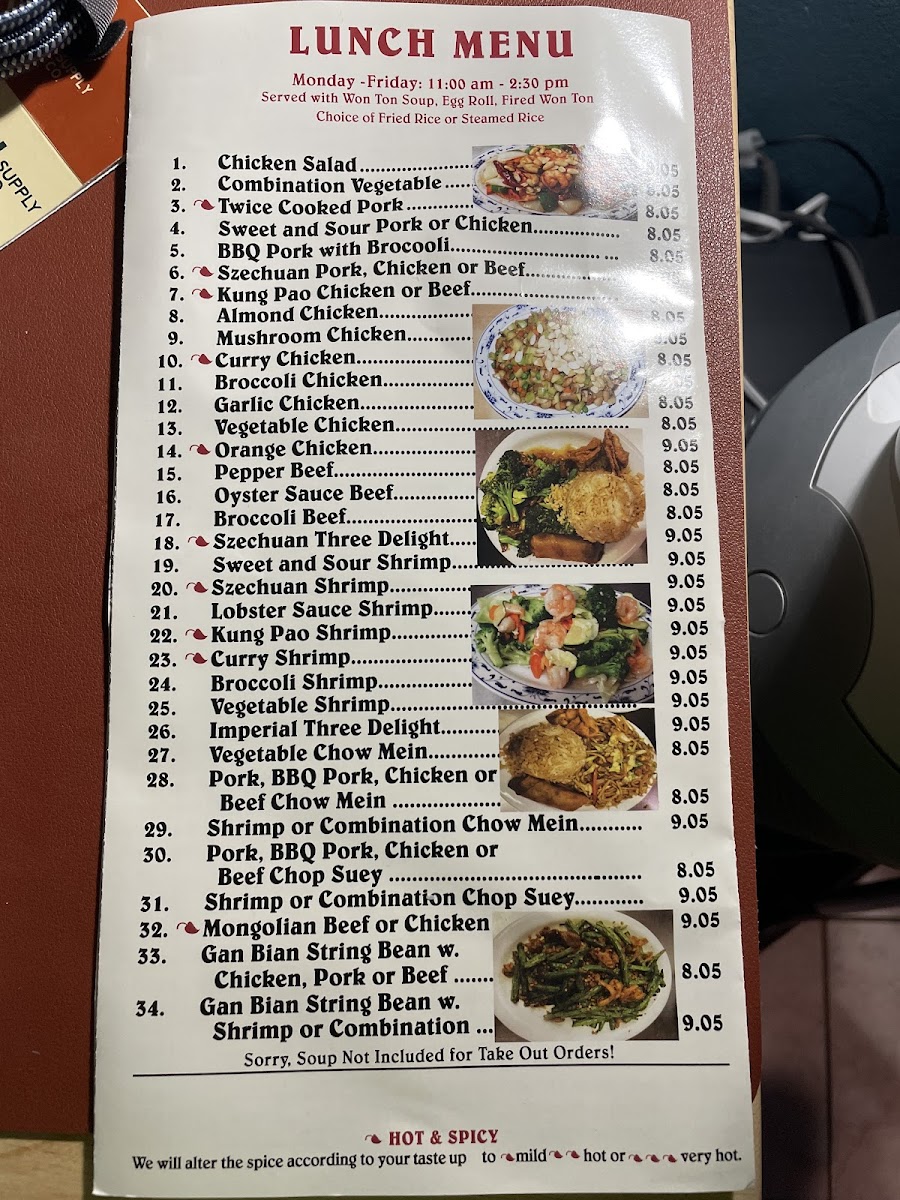 LUNCH MENU
Monday -Friday: 11:00 am - 2:30 pm
Served with Won Ton Soup, Egg Roll, Fired Won Ton
Choice of Fried Rice or Steamed Rice
1. Chicken Salad .05
2. Combination Vegetable 8.05
3. Twice Cooked Pork 8.05
4. Sweet and Sour Pork or Chicken 8.05
5. BBQ Pork with Brocooli 8.05
6. Szechuan Pork, Chicken or Beef
7. Kung Pao Chicken or Beef
8. Almond Chicken 8.05
9. Mushroom Chicken .05
10. Curry Chicken 8.05
11. Broccoli Chicken
12. Garlic Chicken 8.05
13. Vegetable Chicken 8.05
14. Orange Chicken 9.05
15. Pepper Beef 8.05
16. Oyster Sauce Beef 8.05
17. Broccoli Beef 8.05
18. Szechuan Three Delight 9.05
19. Sweet and Sour Shrimp 9.05
20. Szechuan Shrimp 9.05
21. Lobster Sauce Shrimp 9.05
22. Kung Pao Shrimp 9.05
23. Curry Shrimp 9.05
24. Broccoli Shrimp 9.05
25. Vegetable Shrimp 9.05
26. Imperial Three Delight 9.05
27. Vegetable Chow Mein 8.05
28. Pork, BBQ Pork, Chicken or
Beef Chow Mein 8.05
29. Shrimp or Combination Chow Mein 9.05
30. Pork, BBQ Pork, Chicken or
Beef Chop Suey 8.05
31. Shrimp or Combination Chop Suey 9.05
32. Mongolian Beef or Chicken 9.05
33. Gan Bian String Bean w.
Chicken, Pork or Beef 8.05
34. Gan Bian String Bean w.
Shrimp or Combination 9.05
Sorry, Soup Not Included for Take Out Orders!
HOT & SPICY
We will alter the spice according to your taste up to mild hot or very hot.
SUPPLY
SUPPLY